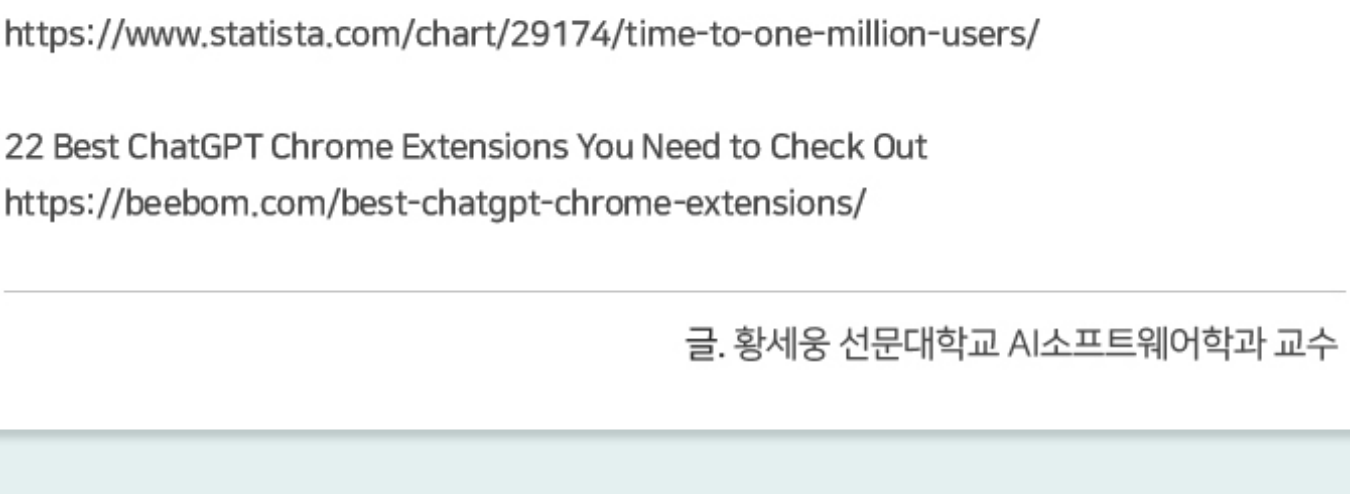 https://www.statista.com/chart/29174/time-to-one-million-users/
22 Best ChatGPT Chrome Extensions You Need to Check Out
https://beebom.com/best-chatgpt-chrome-extensions/
글. 황세웅 선문대학교 AI소프트웨어학과 교수